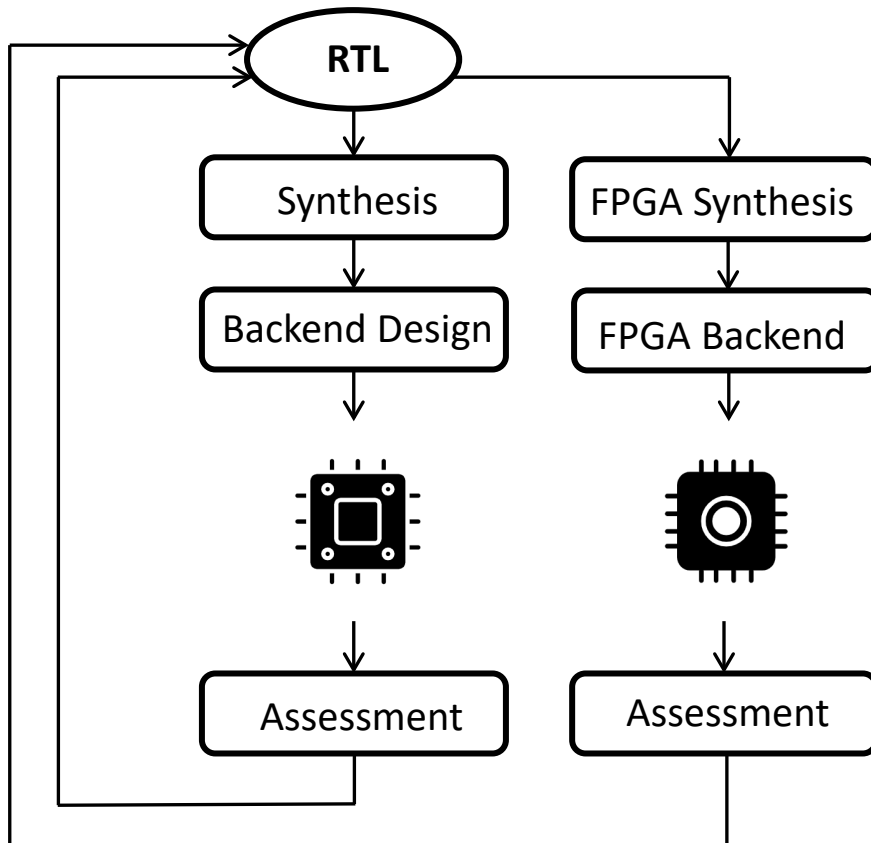 RTL
Synthesis
FPGA Synthesis
Backend Design
FPGA Backend
Assessment
Assessment